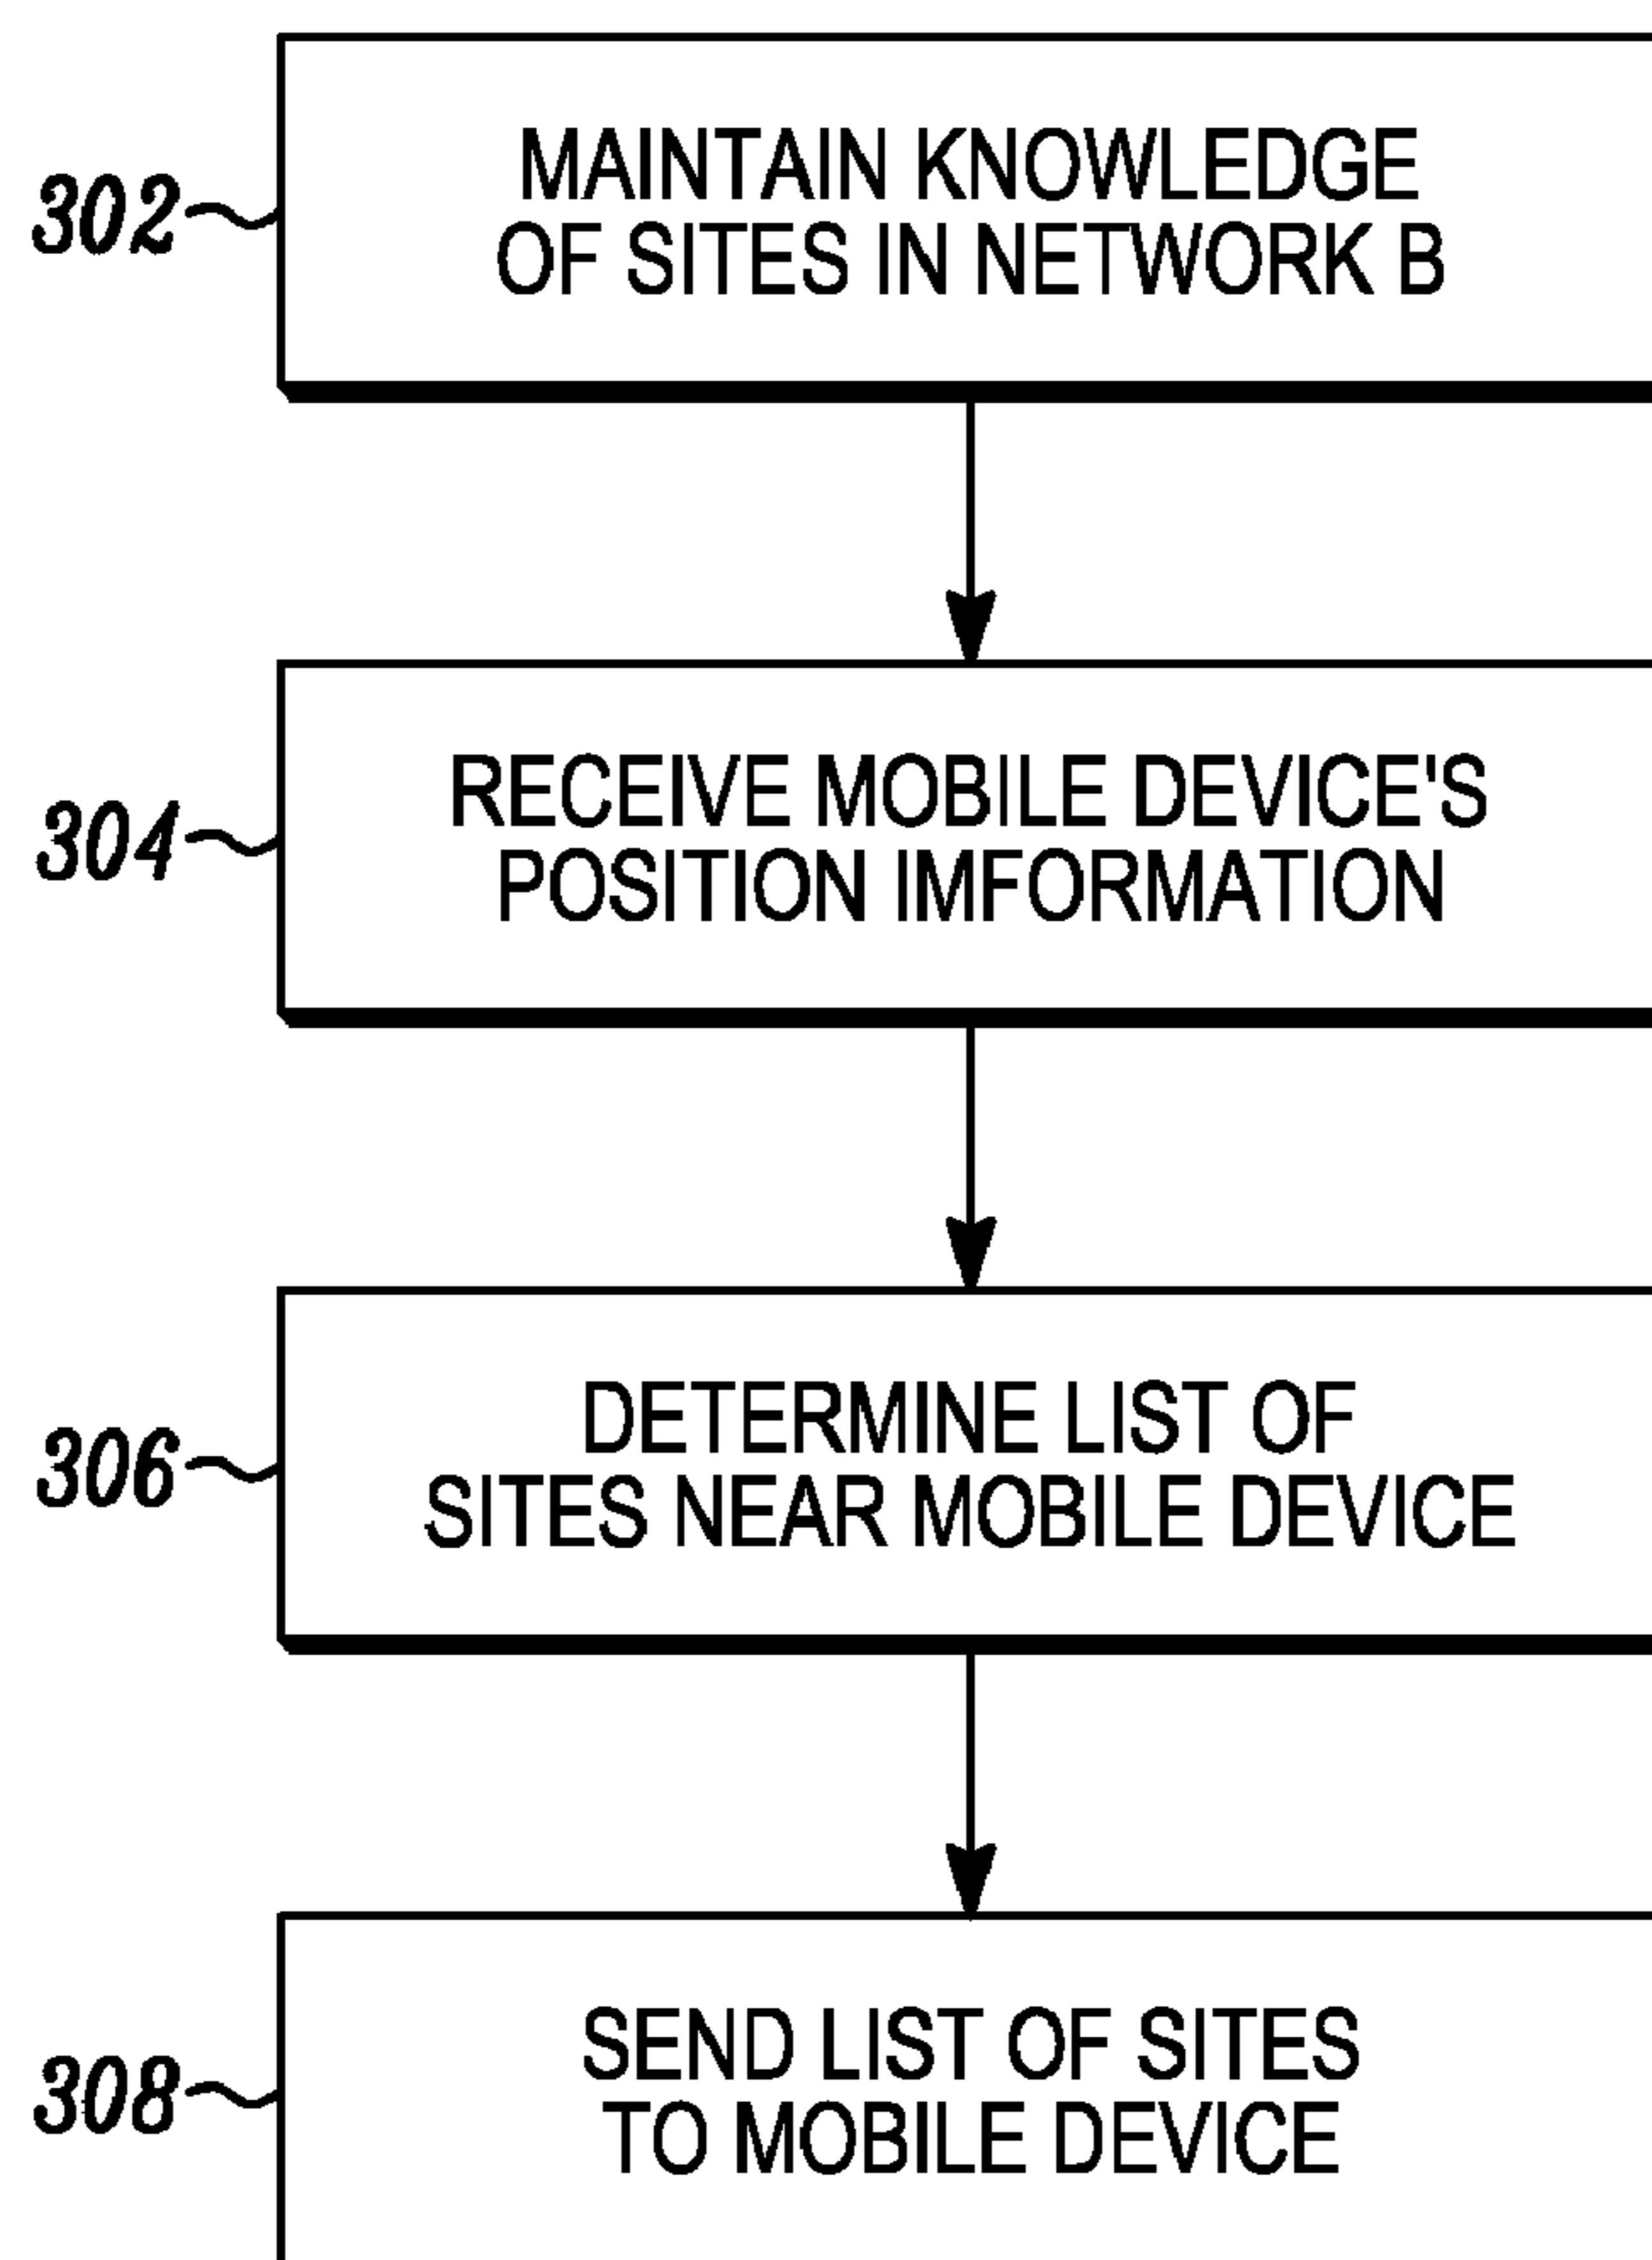 MAINTAIN KNOWLEDGE
OF SITES IN NETWORK B
302
RECEIVE MOBILE DEVICE'S
POSITION IMFORMATION
304
DETERMINE LIST OF
SITES NEAR MOBILE DEVICE
306
SEND LIST OF SITES
TO MOBILE DEVICE
308